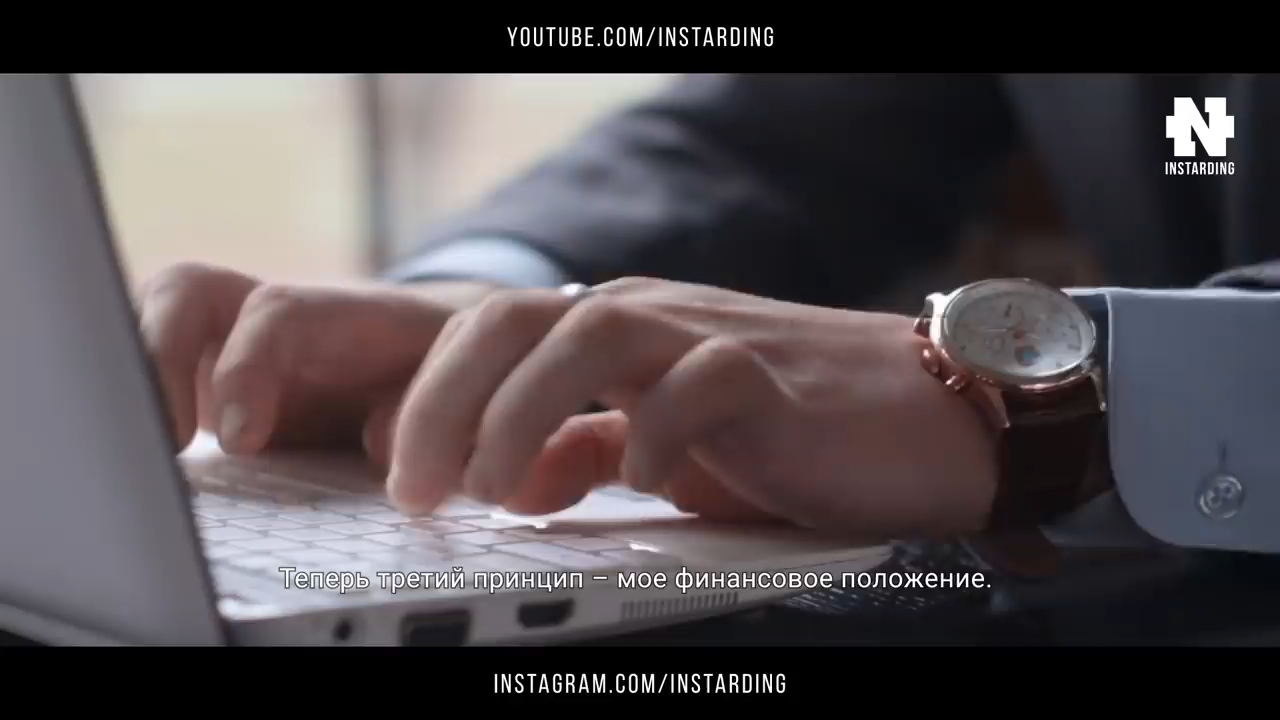 YOUTUBE.COM/INSTARDING
N
INSTARDING
Теперь третий принцип – мое финансовое положение.
INSTAGRAM.COM/INSTARDING